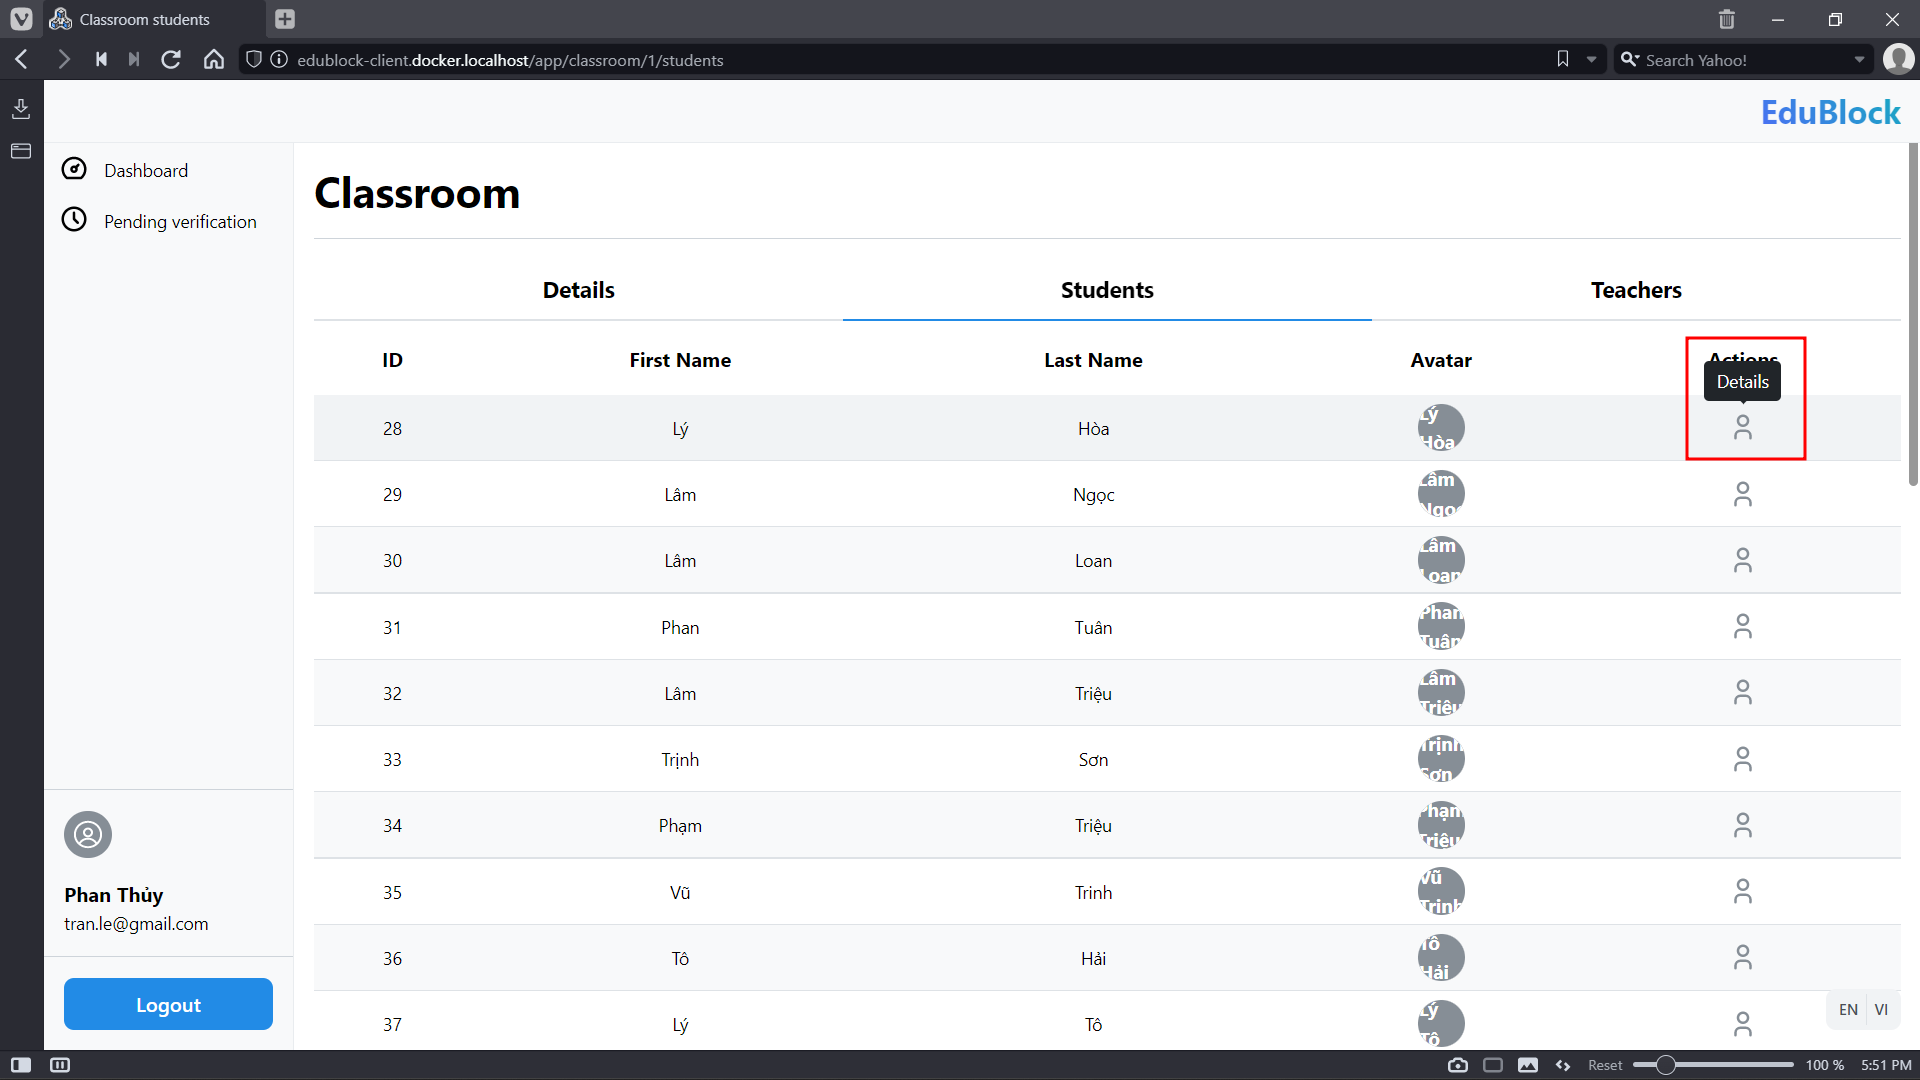 Classroom students
edublock-client.docker.localhost/app/classroom/1/students
Search Yahoo!
EduBlock
Dashboard
Pending verification
Classroom
Details Students Teachers
ID First Name Last Name Avatar Actions
Details
28 Lý Hòa Lý Hòa
29 Lâm Ngọc Lâm Ngọc
30 Lâm Loan Lâm Loan
31 Phan Tuân Phan Tuân
32 Lâm Triệu Lâm Triệu
33 Trịnh Sơn Trịnh Sơn
34 Phạm Triệu Phạm Triệu
35 Vũ Trinh Vũ Trinh
36 Tô Hải Tô Hải
37 Lý Tô Lý Tô
Phan Thủy
tran.le@gmail.com
Logout
EN VI
Reset 100 % 5:51 PM